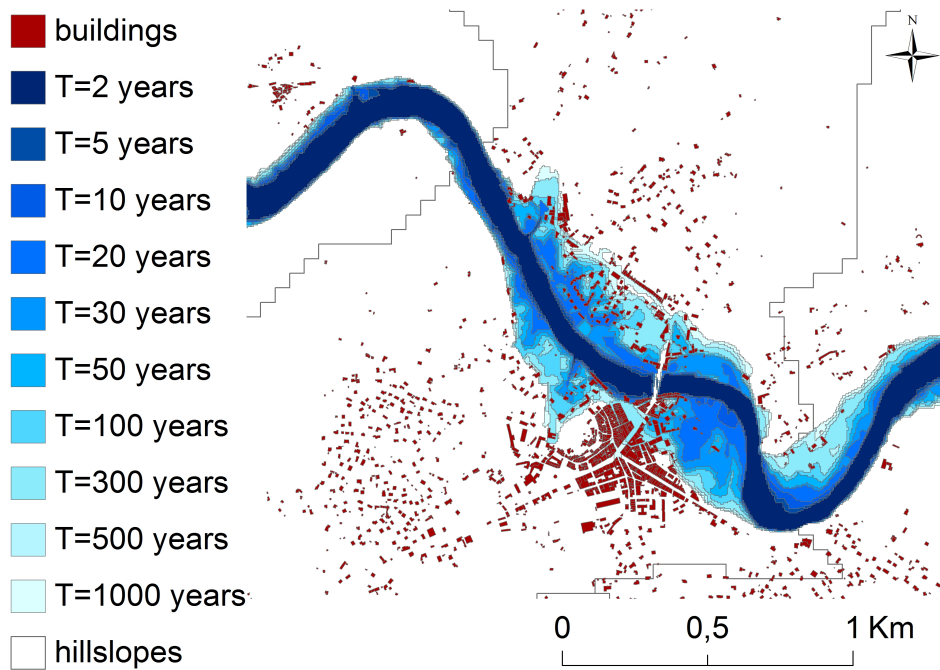 buildings
T=2 years
T=5 years
T=10 years
T=20 years
T=30 years
T=50 years
T=100 years
T=300 years
T=500 years
T=1000 years
hillslopes
N
0 0,5 1 Km